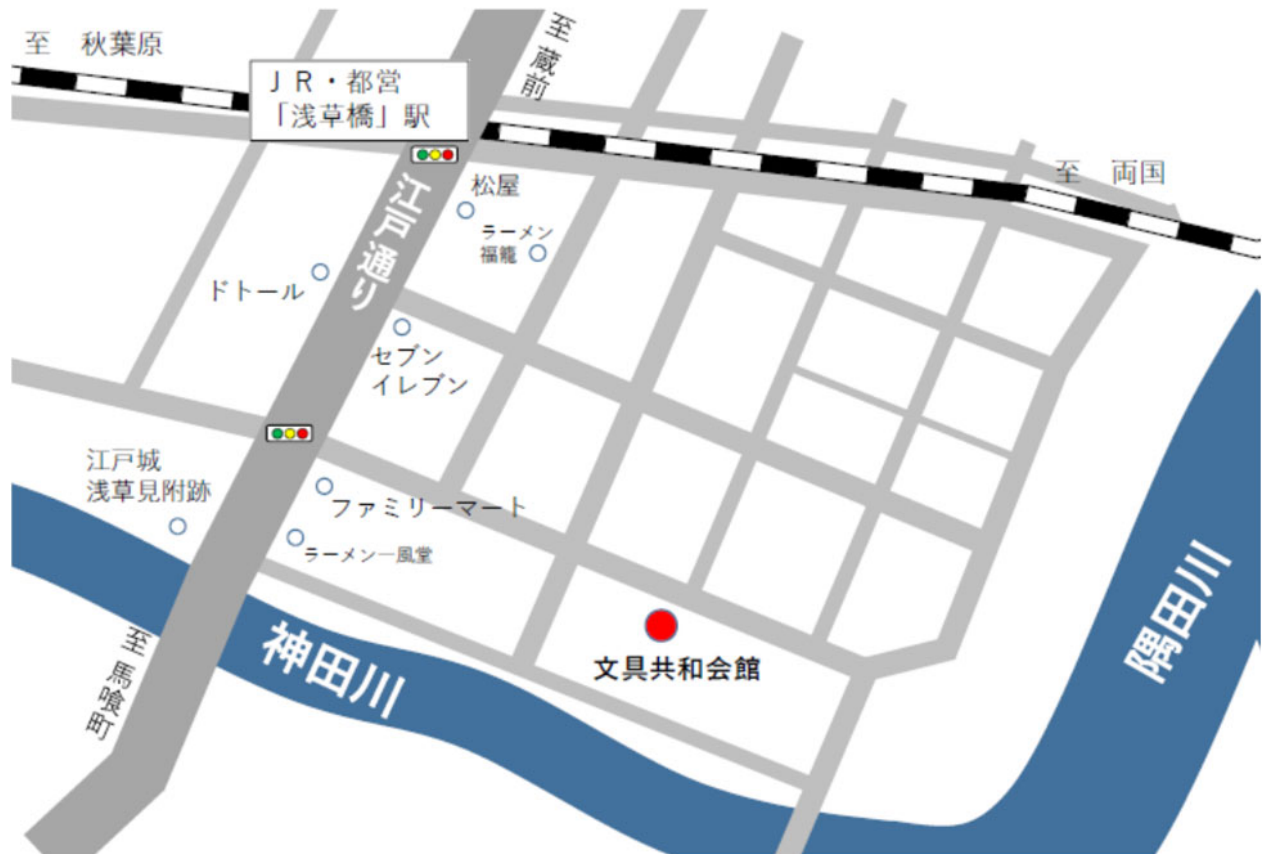 至　秋葉原
至　蔵前
ＪＲ・都営
「浅草橋」駅
至　両国
江戸通り
松屋
ラーメン
福籠
ドトール
セブン
イレブン
江戸城
浅草見附跡
ファミリーマート
ラーメン一風堂
文具共和会館
神田川
隅田川
至　馬喰町